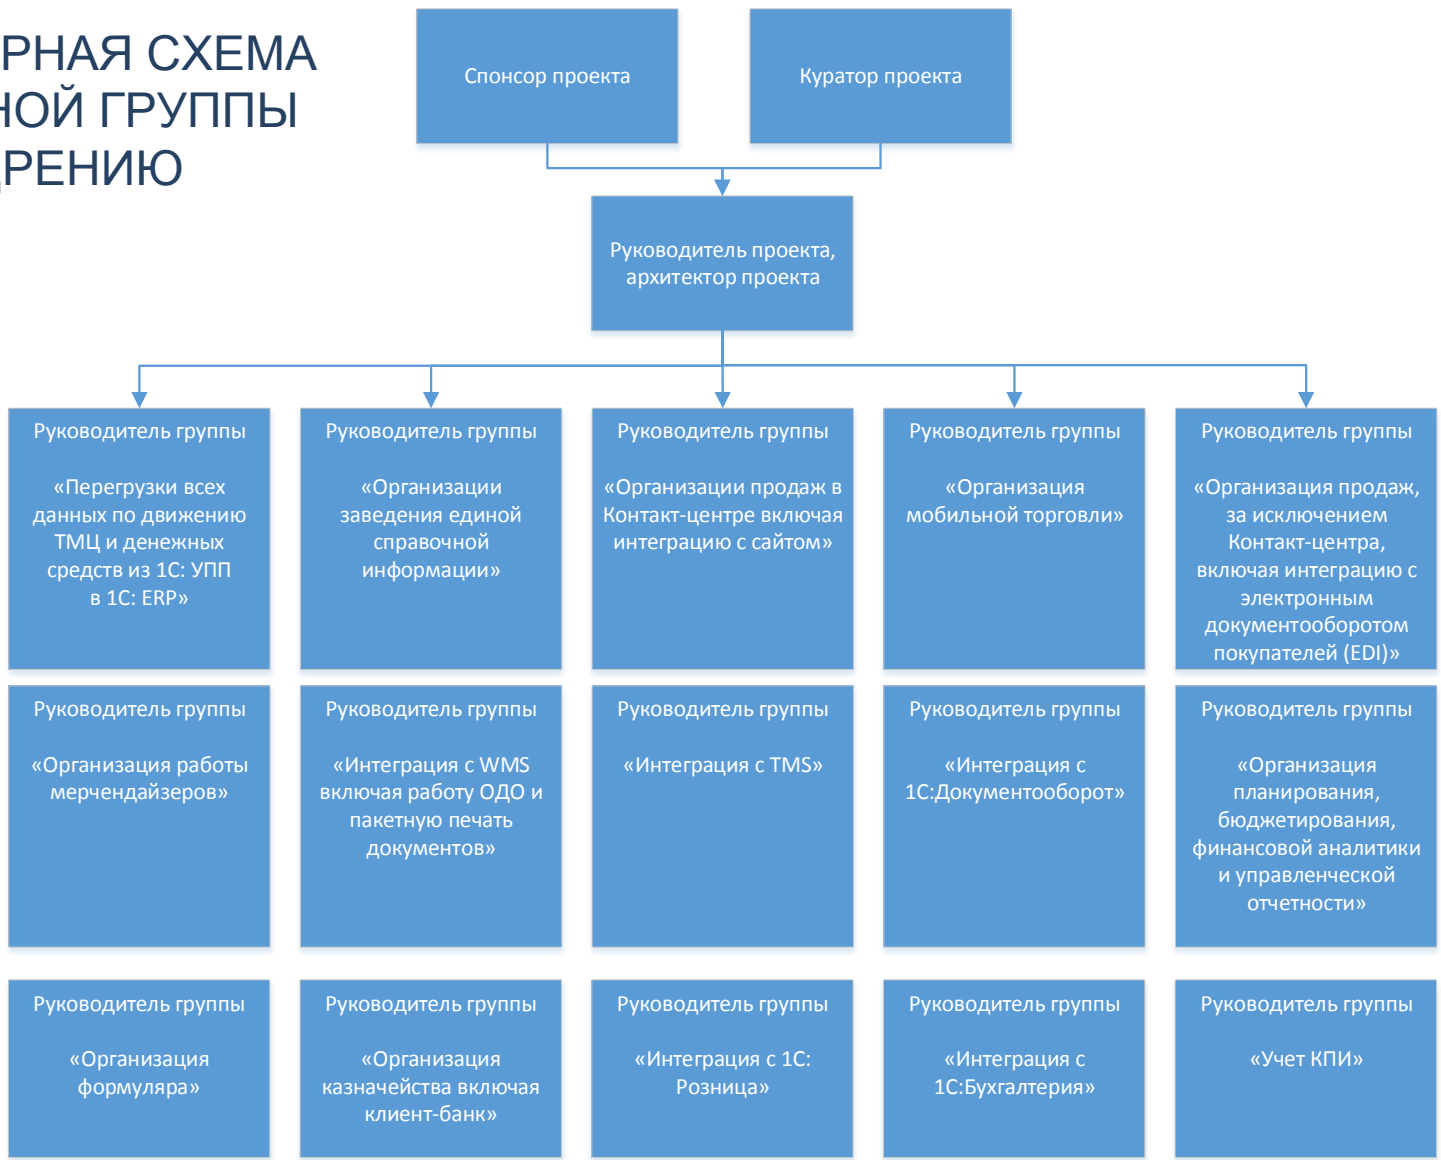 РНАЯ СХЕМА
НОЙ ГРУППЫ
ДРЕНИЮ
Спонсор проекта
Куратор проекта
Руководитель проекта,
архитектор проекта
Руководитель группы
«Перегрузки всех
данных по движению
ТМЦ и денежных
средств из 1С: УПП
в 1С: ERP»
Руководитель группы
«Организации
заведения единой
справочной
информации»
Руководитель группы
«Организации продаж в
Контакт-центре включая
интеграцию с сайтом»
Руководитель группы
«Организация
мобильной торговли»
Руководитель группы
«Организация продаж,
за исключением
Контакт-центра,
включая интеграцию с
электронным
документооборотом
покупателей (EDI)»
Руководитель группы
«Организация работы
мерчендайзеров»
Руководитель группы
«Интеграция с WMS
включая работу ОДО и
пакетную печать
документов»
Руководитель группы
«Интеграция с TMS»
Руководитель группы
«Интеграция с
1С:Документооборот»
Руководитель группы
«Организация
планирования,
бюджетирования,
финансовой аналитики
и управленческой
отчетности»
Руководитель группы
«Организация
формуляра»
Руководитель группы
«Организация
казначейства включая
клиент-банк»
Руководитель группы
«Интеграция с 1С:
Розница»
Руководитель группы
«Интеграция с
1С:Бухгалтерия»
Руководитель группы
«Учет КПИ»